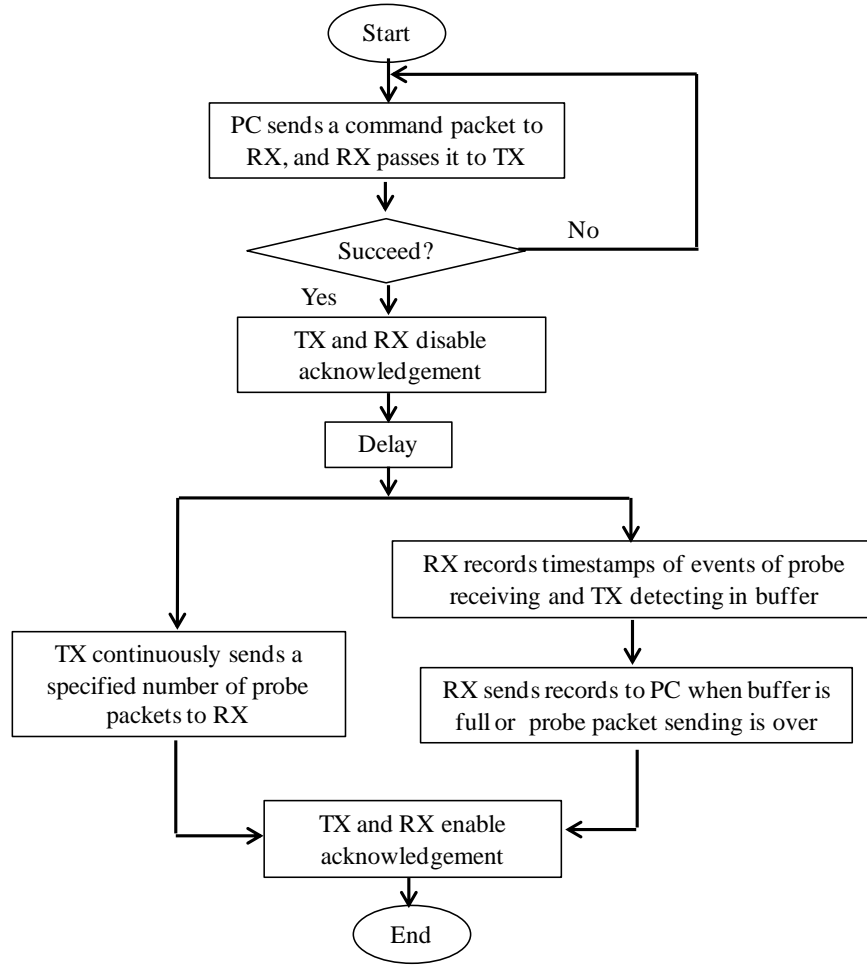 Start
PC sends a command packet to
RX, and RX passes it to TX
Succeed?
No
Yes
TX and RX disable
acknowledgement
Delay
RX records timestamps of events of probe
receiving and TX detecting in buffer
TX continuously sends a
specified number of probe
packets to RX
RX sends records to PC when buffer is
full or probe packet sending is over
TX and RX enable
acknowledgement
End